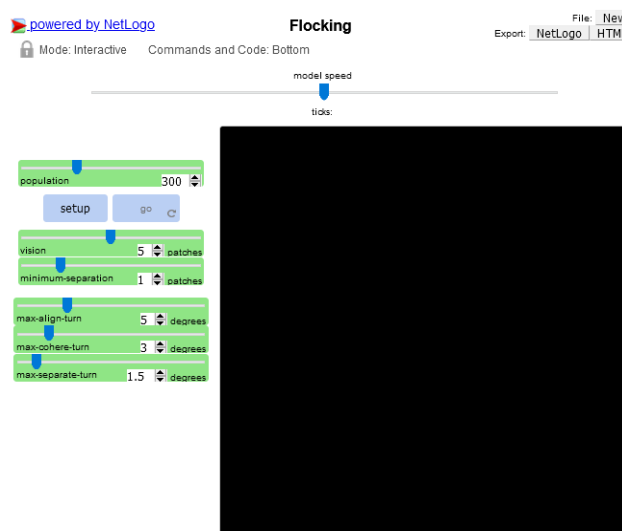 powered by NetLogo
Flocking
File: New
Export: NetLogo HTM
Mode: Interactive Commands and Code: Bottom
model speed
ticks:
population 300
setup go
vision 5 patches
minimum-separation 1 patches
max-align-turn 5 degrees
max-cohere-turn 3 degrees
max-separate-turn 1.5 degrees